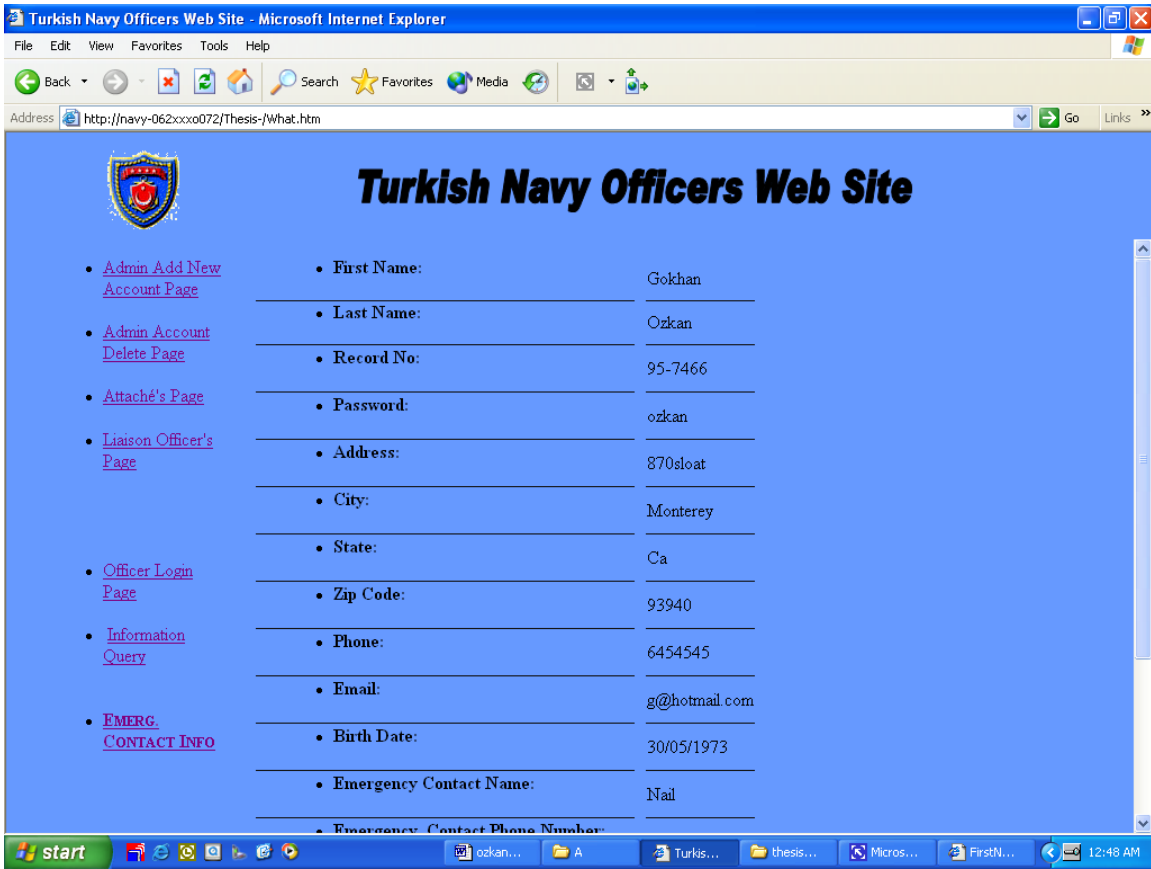 Turkish Navy Officers Web Site - Microsoft Internet Explorer
File Edit View Favorites Tools Help
Back Search Favorites Media
Address http://navy-062xxxo072/Thesis-/What.htm Go Links »
Turkish Navy Officers Web Site
Admin Add New
Account Page
Admin Account
Delete Page
Attaché's Page
Liaison Officer's
Page
Officer Login
Page
Information
Query
EMERG.
CONTACT INFO
First Name: Gokhan
Last Name: Ozkan
Record No: 95-7466
Password: ozkan
Address: 870sloat
City: Monterey
State: Ca
Zip Code: 93940
Phone: 6454545
Email: g@hotmail.com
Birth Date: 30/05/1973
Emergency Contact Name: Nail
Emergency Contact Phone Number:
start ozkan... A Turkis... thesis... Micros... FirstN... 12:48 AM